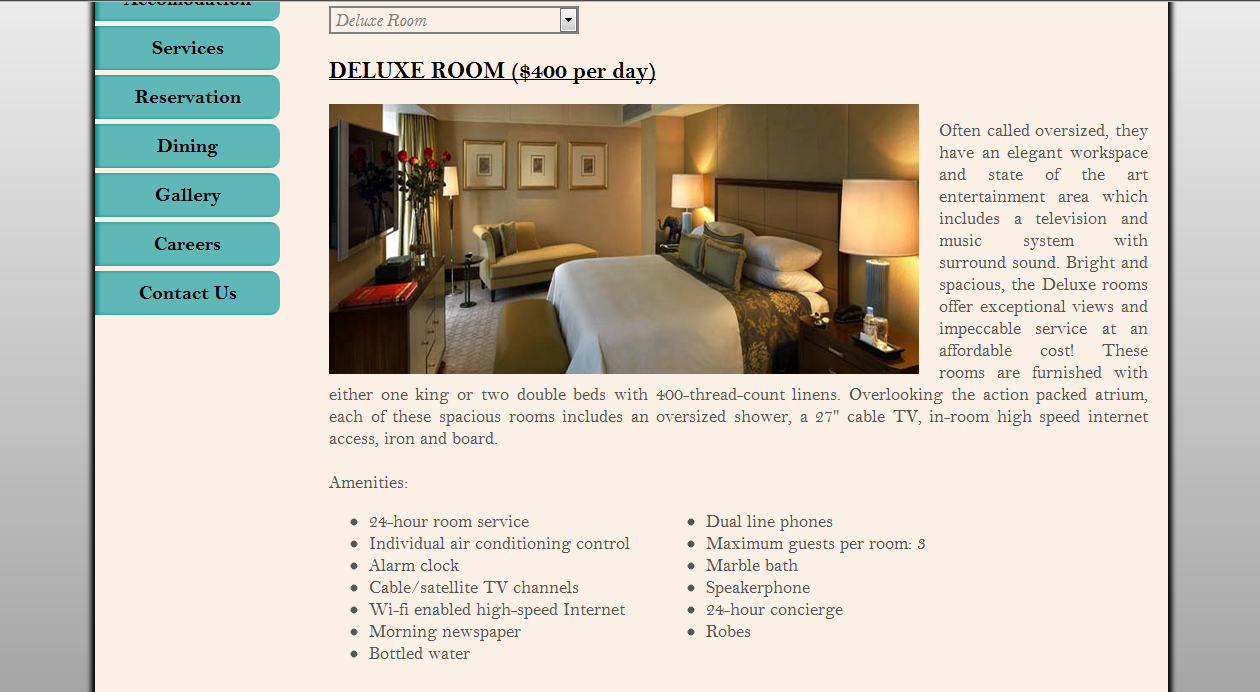 Accomodation
Services
Reservation
Dining
Gallery
Careers
Contact Us
Deluxe Room
DELUXE ROOM ($400 per day)
Often called oversized, they
have an elegant workspace
and state of the art
entertainment area which
includes a television and
music system with
surround sound. Bright and
spacious, the Deluxe rooms
offer exceptional views and
impeccable service at an
affordable cost! These
rooms are furnished with
either one king or two double beds with 400-thread-count linens. Overlooking the action packed atrium,
each of these spacious rooms includes an oversized shower, a 27" cable TV, in-room high speed internet
access, iron and board.
Amenities:
24-hour room service
Individual air conditioning control
Alarm clock
Cable/satellite TV channels
Wi-fi enabled high-speed Internet
Morning newspaper
Bottled water
Dual line phones
Maximum guests per room: 3
Marble bath
Speakerphone
24-hour concierge
Robes